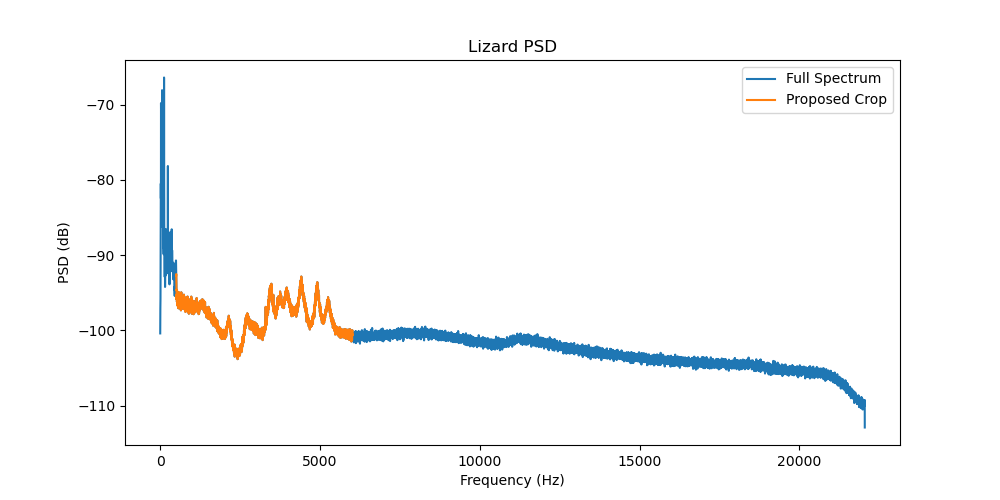 Lizard PSD
Full Spectrum
Proposed Crop
PSD (dB)
−70
−80
−90
−100
−110
0
5000
10000
15000
20000
Frequency (Hz)